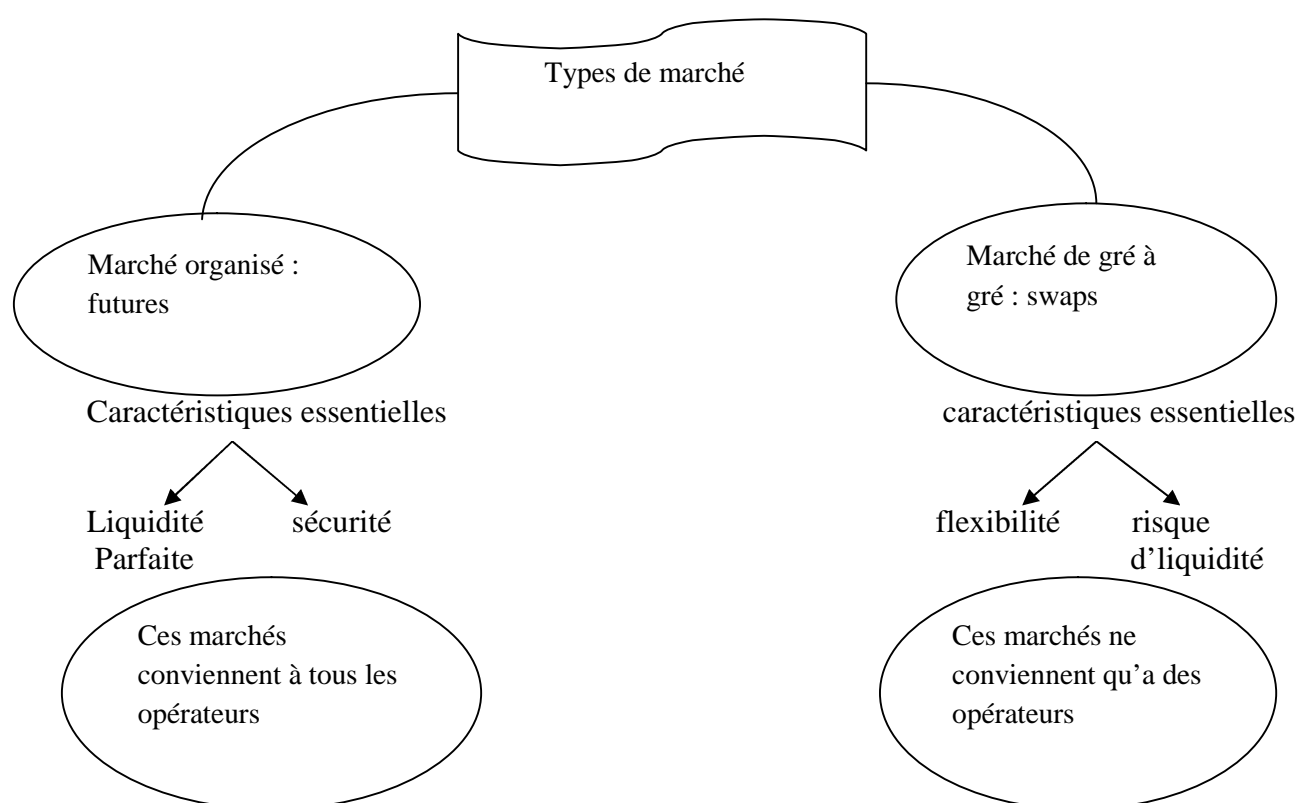 Types de marché
Marché organisé :
futures
Marché de gré à
gré : swaps
Caractéristiques essentielles
caractéristiques essentielles
Liquidité
Parfaite
sécurité
flexibilité
risque
d’liquidité
Ces marchés
conviennent à tous les
opérateurs
Ces marchés ne
conviennent qu’a des
opérateurs